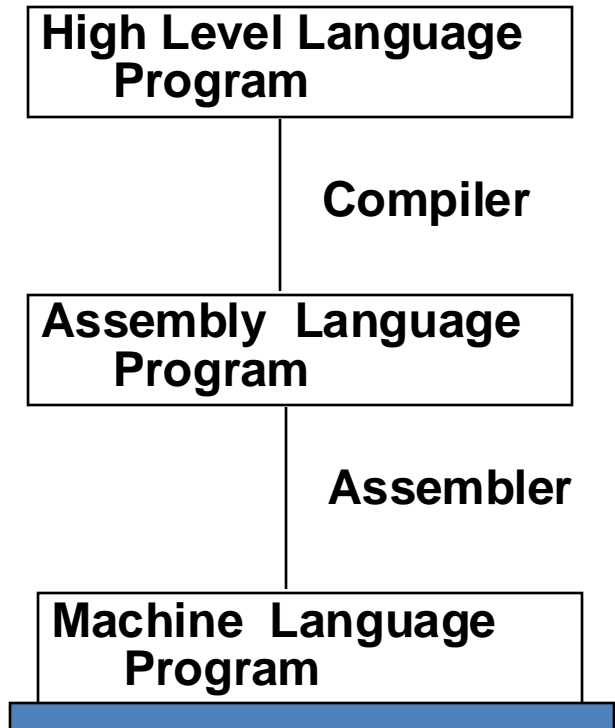 High Level Language
Program
Compiler
Assembly Language
Program
Assembler
Machine Language
Program